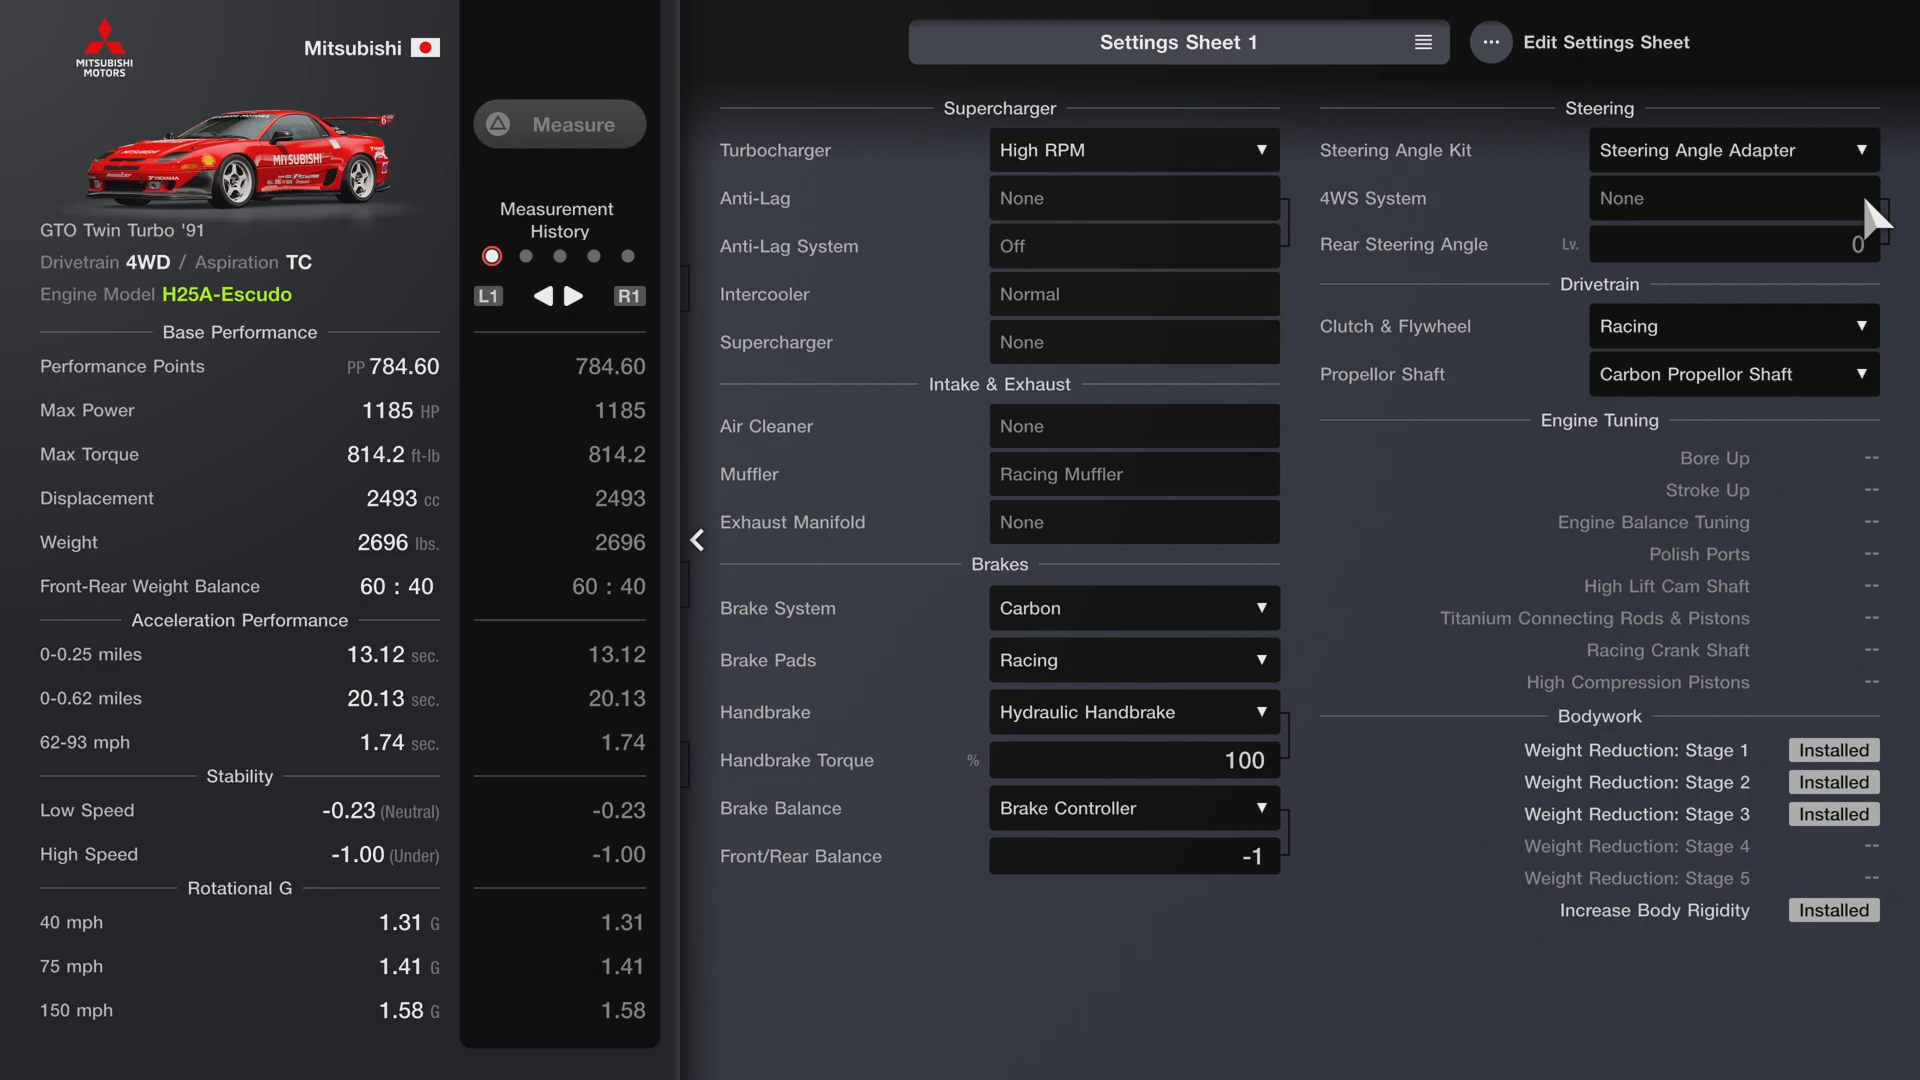 MITSUBISHI
MOTORS
Mitsubishi
MITSUBISHI
GTO Twin Turbo '91
Drivetrain 4WD / Aspiration TC
Engine Model H25A-Escudo
Base Performance
Performance Points PP 784.60
Max Power 1185 HP
Max Torque 814.2 ft-lb
Displacement 2493 cc
Weight 2696 lbs.
Front-Rear Weight Balance 60 : 40
Acceleration Performance
0-0.25 miles 13.12 sec.
0-0.62 miles 20.13 sec.
62-93 mph 1.74 sec.
Stability
Low Speed -0.23 (Neutral)
High Speed -1.00 (Under)
Rotational G
40 mph 1.31 G
75 mph 1.41 G
150 mph 1.58 G
Measure
Measurement
History
L1 R1
784.60
1185
814.2
2493
2696
60 : 40
13.12
20.13
1.74
-0.23
-1.00
1.31
1.41
1.58
Settings Sheet 1
Edit Settings Sheet
Supercharger
Turbocharger High RPM
Anti-Lag None
Anti-Lag System Off
Intercooler Normal
Supercharger None
Intake & Exhaust
Air Cleaner None
Muffler Racing Muffler
Exhaust Manifold None
Brakes
Brake System Carbon
Brake Pads Racing
Handbrake Hydraulic Handbrake
Handbrake Torque % 100
Brake Balance Brake Controller
Front/Rear Balance -1
Steering
Steering Angle Kit Steering Angle Adapter
4WS System None
Rear Steering Angle Lv. 0
Drivetrain
Clutch & Flywheel Racing
Propellor Shaft Carbon Propellor Shaft
Engine Tuning
Bore Up --
Stroke Up --
Engine Balance Tuning --
Polish Ports --
High Lift Cam Shaft --
Titanium Connecting Rods & Pistons --
Racing Crank Shaft --
High Compression Pistons --
Bodywork
Weight Reduction: Stage 1 Installed
Weight Reduction: Stage 2 Installed
Weight Reduction: Stage 3 Installed
Weight Reduction: Stage 4 --
Weight Reduction: Stage 5 --
Increase Body Rigidity Installed